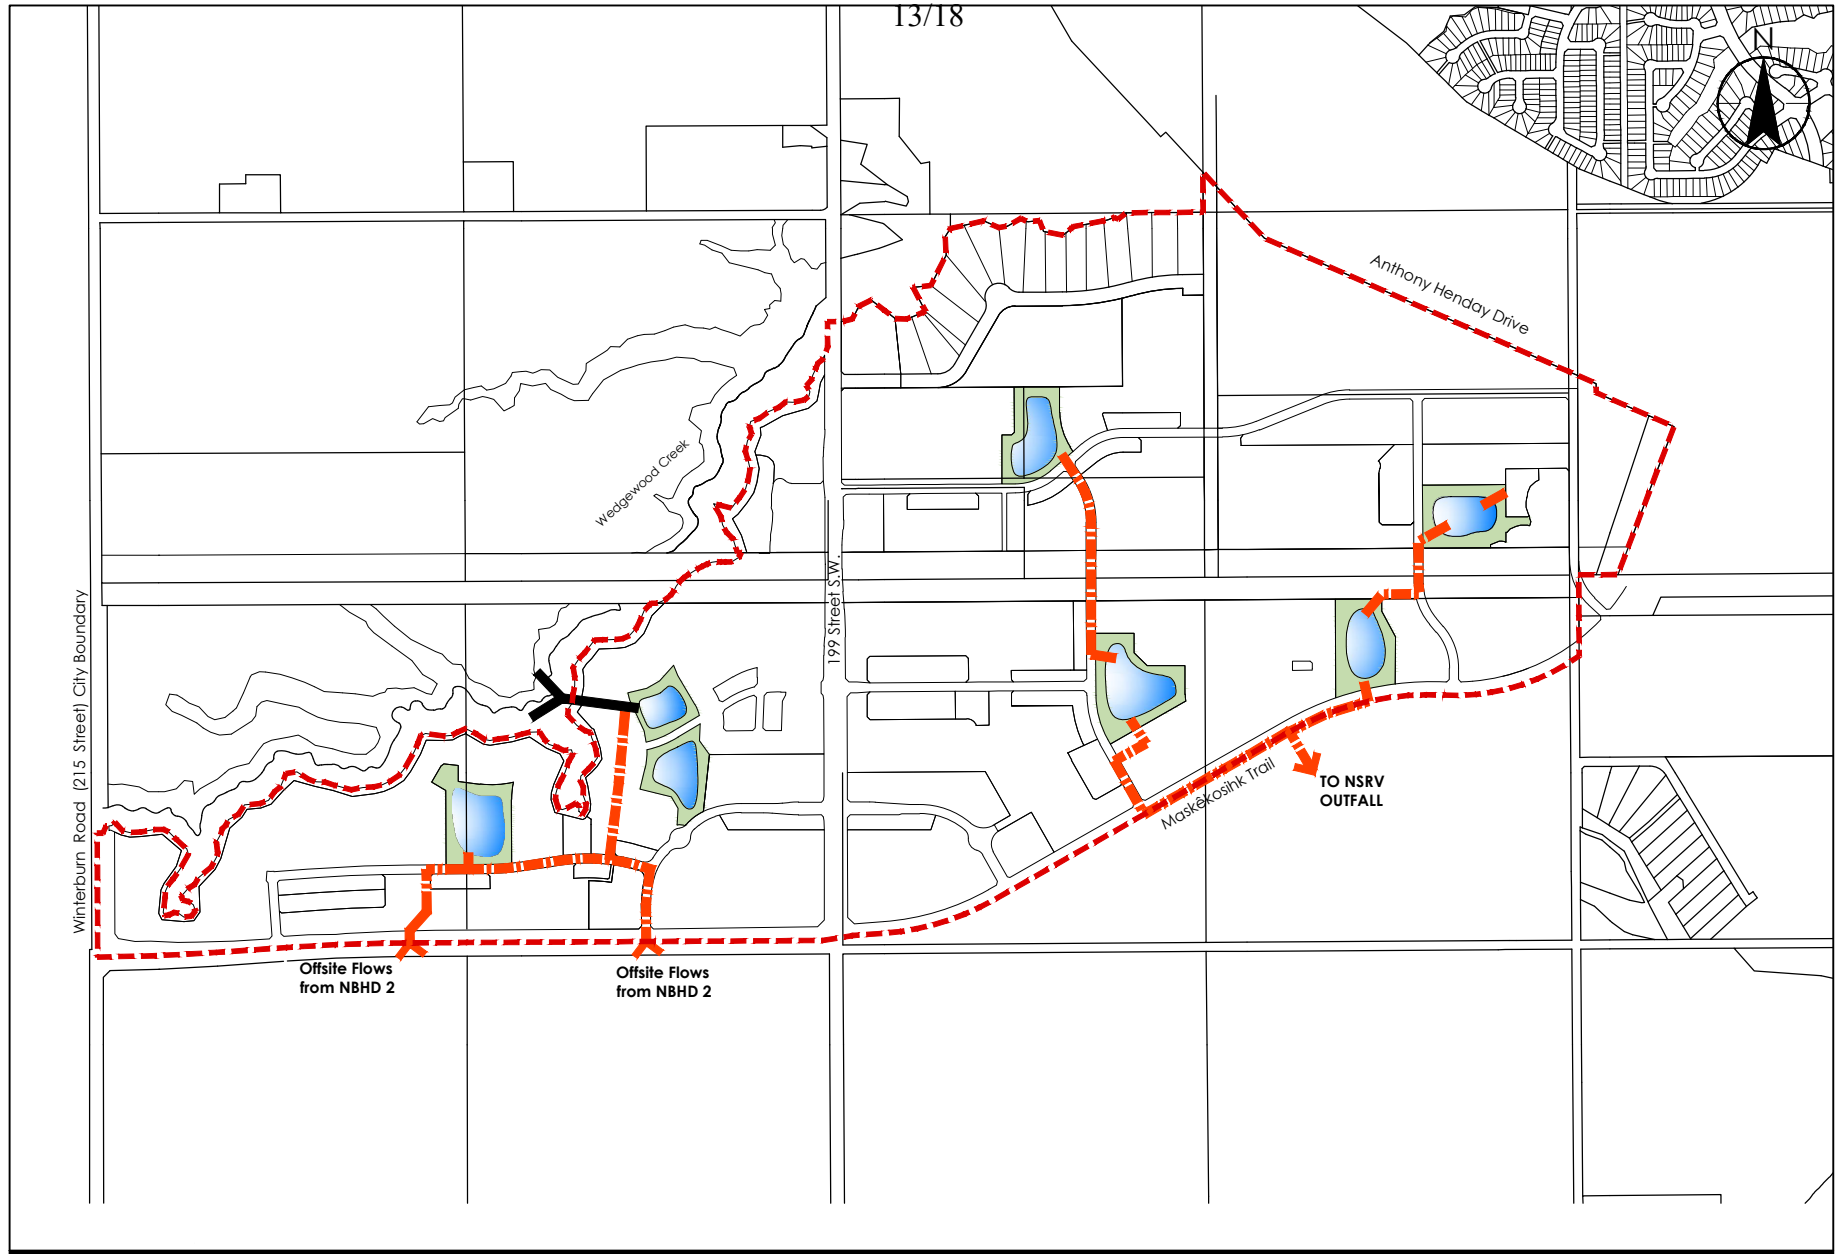 13/18
N
Anthony Henday Drive
Wedgewood Creek
199 Street S.W.
Winterburn Road (215 Street) City Boundary
Maskêkosihk Trail
TO NSRV
OUTFALL
Offsite Flows
from NBHD 2
Offsite Flows
from NBHD 2